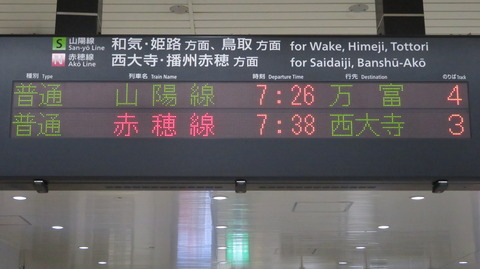 S 山陽線 San-yō Line 和気・姫路 方面、鳥取 方面 for Wake, Himeji, Tottori
N 赤穂線 Akō Line 西大寺・播州赤穂 方面 for Saidaiji, Banshū-Akō
種別 Type 列車名 Train Name 時刻 Departure Time 行先 Destination のりば Track
普通 山陽線 7:26 万富 4
普通 赤穂線 7:38 西大寺 3